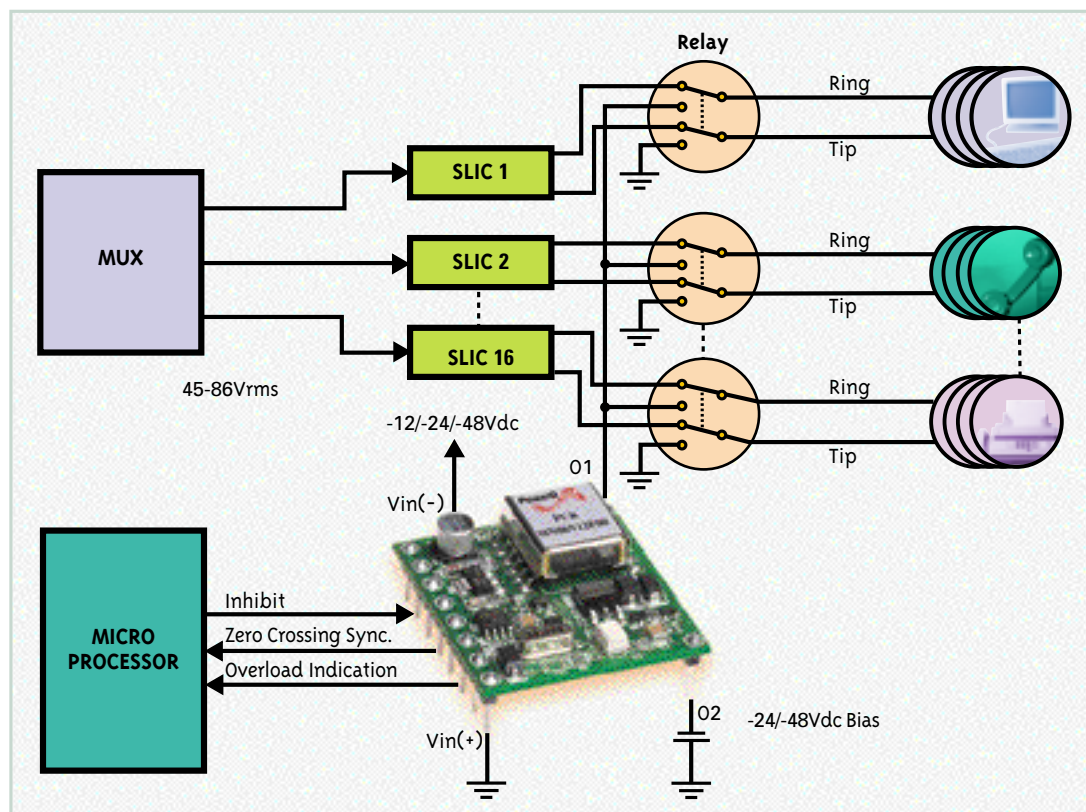 Relay
Ring
Tip
SLIC 1
MUX
SLIC 2
Ring
Tip
SLIC 16
Ring
Tip
45-86Vrms
-12/-24/-48Vdc
O1
Vin(-)
MICRO
PROCESSOR
Inhibit
Zero Crossing Sync.
Overload Indication
Vin(+)
O2
-24/-48Vdc Bias